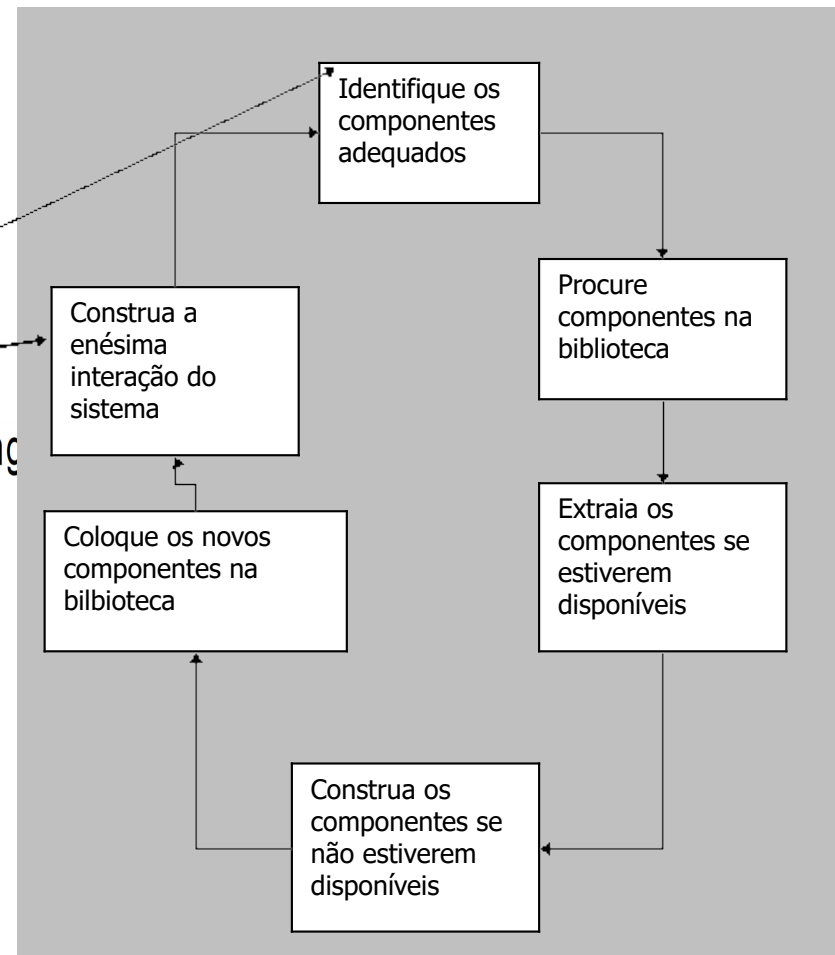 Identifique os
componentes
adequados
Procure
componentes na
biblioteca
Extraia os
componentes se
estiverem
disponíveis
Construa os
componentes se
não estiverem
disponíveis
Coloque os novos
componentes na
bilbioteca
Construa a
enésima
interação do
sistema